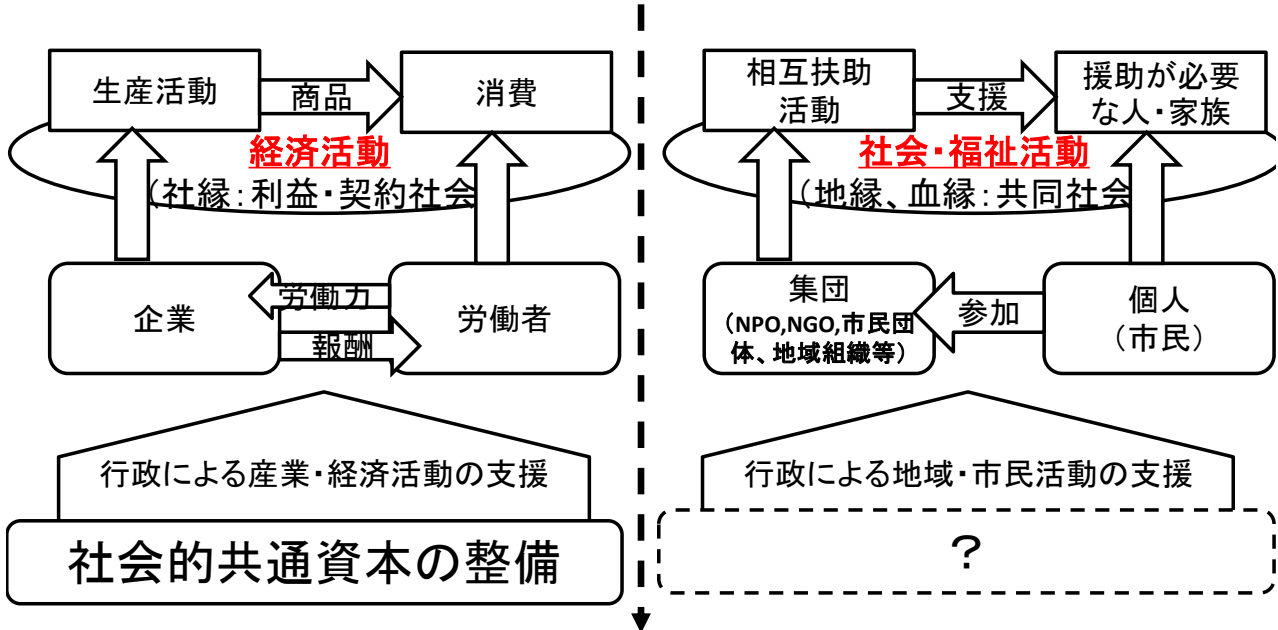 生産活動
商品
消費
経済活動
（社縁：利益・契約社会
企業
労働力
報酬
労働者
行政による産業・経済活動の支援
社会的共通資本の整備
相互扶助
活動
支援
援助が必要
な人・家族
社会・福祉活動
（地縁、血縁：共同社会
集団
（NPO,NGO,市民団
体、地域組織等）
参加
個人
（市民）
行政による地域・市民活動の支援
？